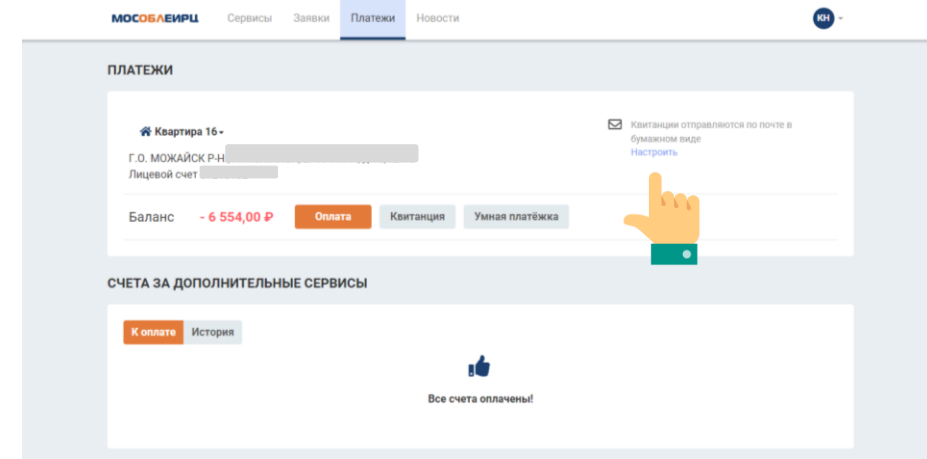 МОСОБЛЕИРЦ Сервисы Заявки Платежи Новости КН
ПЛАТЕЖИ
Квартира 16
Квитанции отправляются по почте в
бумажном виде
Настроить
Г.О. МОЖАЙСК Р-Н
Лицевой счет
Баланс - 6 554,00 ₽ Оплата Квитанция Умная платёжка
СЧЕТА ЗА ДОПОЛНИТЕЛЬНЫЕ СЕРВИСЫ
К оплате История
Все счета оплачены!